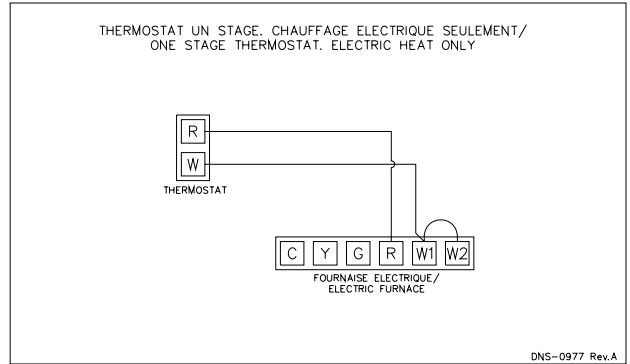 THERMOSTAT UN STAGE. CHAUFFAGE ELECTRIQUE SEULEMENT/
ONE STAGE THERMOSTAT. ELECTRIC HEAT ONLY
R
W
THERMOSTAT
C Y G R W1 W2
FOURNAISE ELECTRIQUE/
ELECTRIC FURNACE
DNS-0977 Rev.A